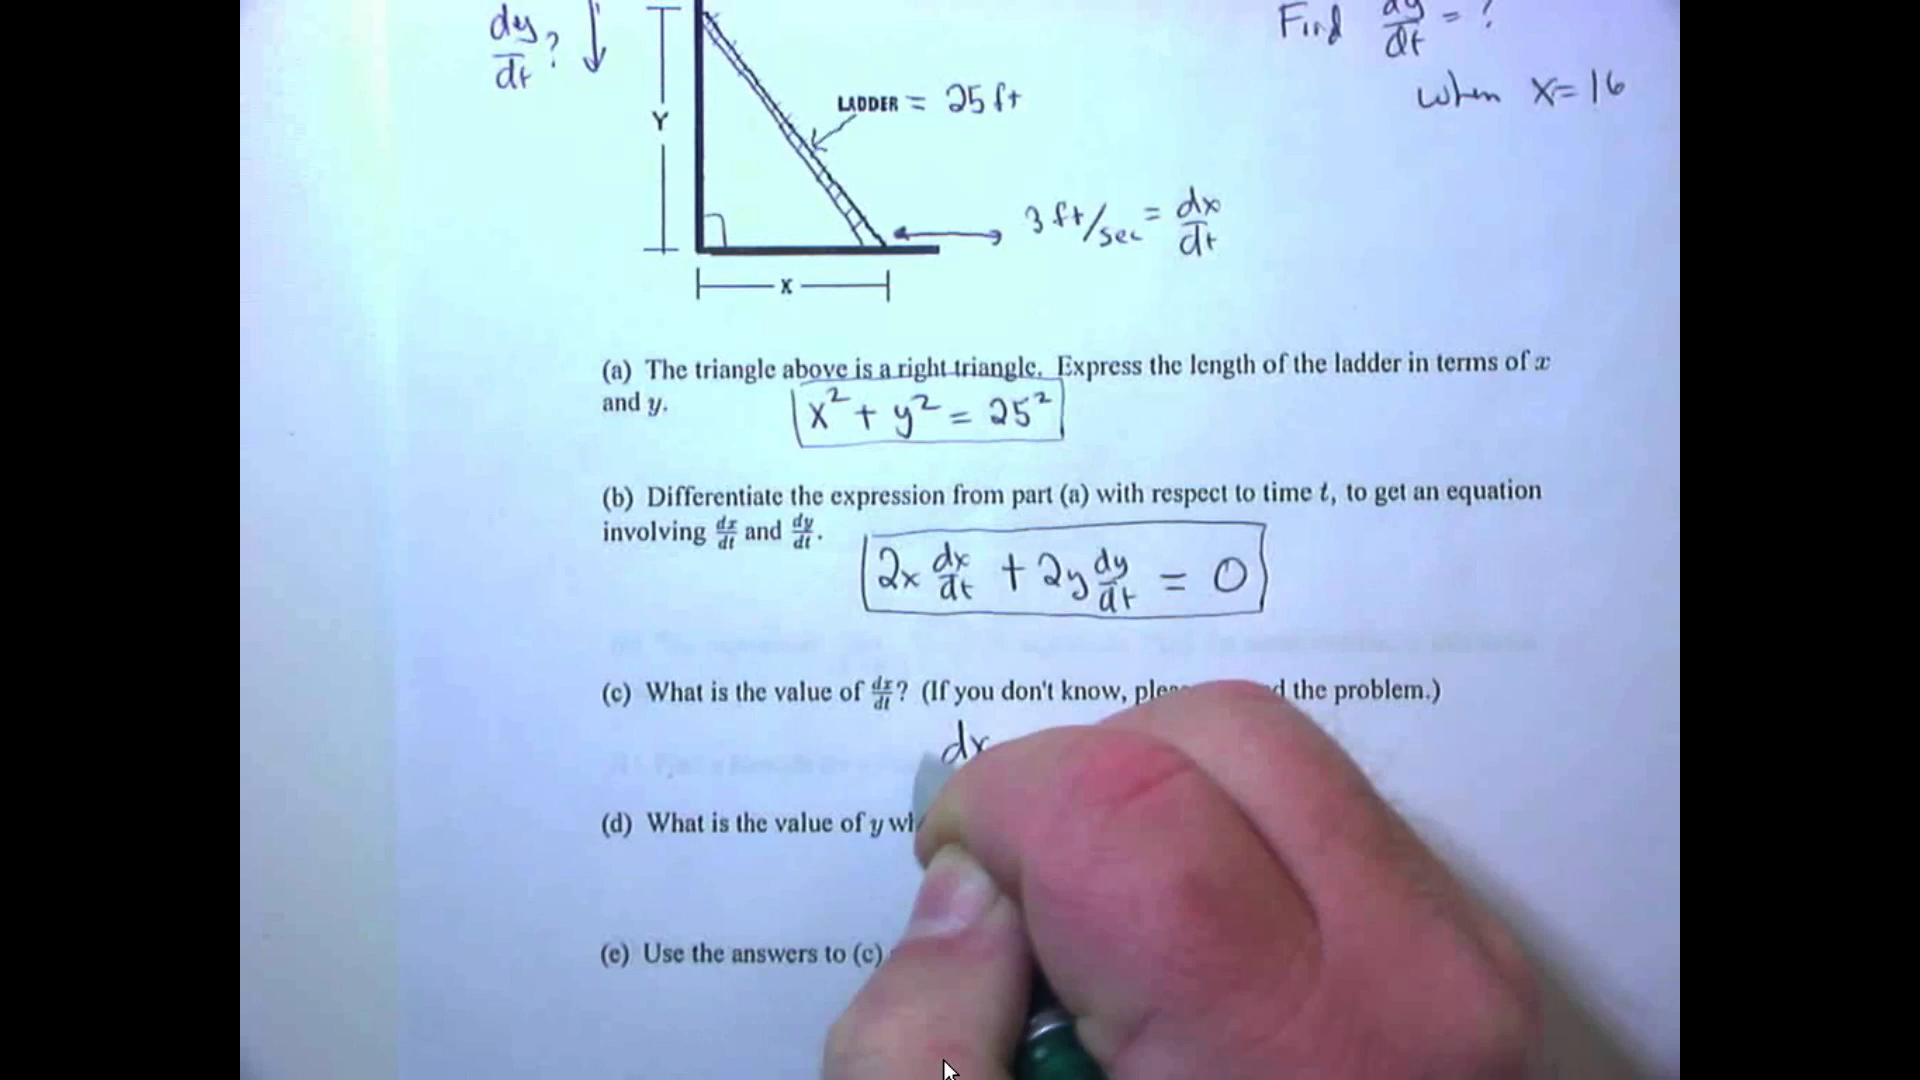 dy/dt ?
Find dy/dt = ?
when x = 16
LADDER = 25 ft
Y
3 ft/sec = dx/dt
X
(a) The triangle above is a right triangle. Express the length of the ladder in terms of x
and y.
x² + y² = 25²
(b) Differentiate the expression from part (a) with respect to time t, to get an equation
involving dx/dt and dy/dt.
2x dx/dt + 2y dy/dt = 0
(c) What is the value of dx/dt? (If you don't know, the problem.)
dx
(d) What is the value of y
(e) Use the answers to (c)